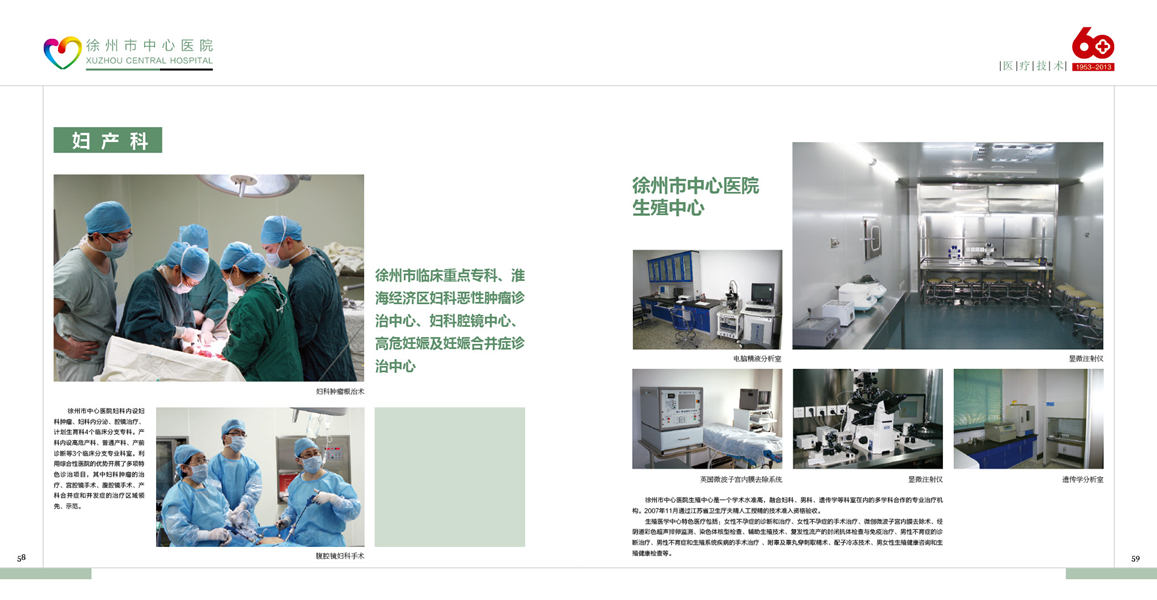 徐州市中心医院
XUZHOU CENTRAL HOSPITAL
|医|疗|技|术|
60
1953-2013
妇产科
妇科肿瘤根治术
徐州市临床重点专科、淮
海经济区妇科恶性肿瘤诊
治中心、妇科腔镜中心、
高危妊娠及妊娠合并症诊
治中心
徐州市中心医院妇科内设妇
科肿瘤、妇科内分泌、腔镜治疗、
计划生育科4个临床分支专科。产
科内设高危产科、普通产科、产前
诊断等3个临床分支专业科室。利
用综合性医院的优势开展了多项特
色诊治项目，其中妇科肿瘤的治
疗、宫腔镜手术、腹腔镜手术、产
科合并症和并发症的治疗区域领
先、示范。
腹腔镜妇科手术
58
徐州市中心医院
生殖中心
电脑精液分析室
显微注射仪
英国微波子宫内膜去除系统
显微注射仪
遗传学分析室
徐州市中心医院生殖中心是一个学术水准高，融合妇科、男科、遗传学等科室在内的多学科合作的专业治疗机
构。2007年11月通过江苏省卫生厅夫精人工授精的技术准入资格验收。
生殖医学中心特色医疗包括：女性不孕症的诊断和治疗、女性不孕症的手术治疗、微创微波子宫内膜去除术、经
阴道彩色超声排卵监测、染色体核型检查、辅助生殖技术、复发性流产的封闭抗体检查与免疫治疗、男性不育症的诊
断治疗、男性不育症和生殖系统疾病的手术治疗 、附睾及睾丸穿刺取精术、配子冷冻技术、男女性生殖健康咨询和生
殖健康检查等。
59